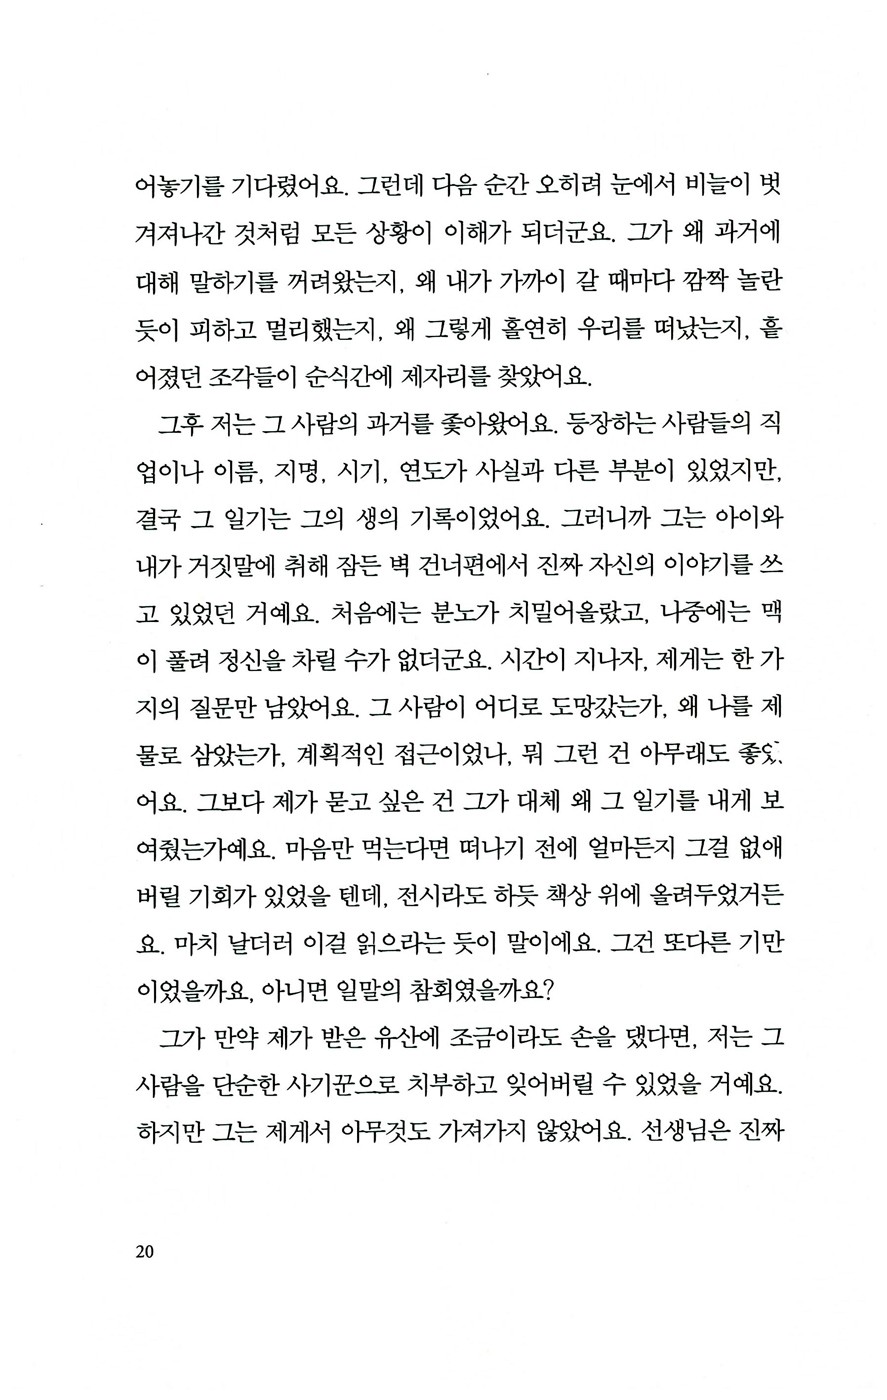 어놓기를 기다렸어요. 그런데 다음 순간 오히려 눈에서 비늘이 벗
겨져나간 것처럼 모든 상황이 이해가 되더군요. 그가 왜 과거에
대해 말하기를 꺼려왔는지, 왜 내가 가까이 갈 때마다 깜짝 놀란
듯이 피하고 멀리했는지, 왜 그렇게 홀연히 우리를 떠났는지, 흩
어졌던 조각들이 순식간에 제자리를 찾았어요.
그후 저는 그 사람의 과거를 좇아왔어요. 등장하는 사람들의 직
업이나 이름, 지명, 시기, 연도가 사실과 다른 부분이 있었지만,
결국 그 일기는 그의 생의 기록이었어요. 그러니까 그는 아이와
내가 거짓말에 취해 잠든 벽 건너편에서 진짜 자신의 이야기를 쓰
고 있었던 거예요. 처음에는 분노가 치밀어올랐고, 나중에는 맥
이 풀려 정신을 차릴 수가 없더군요. 시간이 지나자, 제게는 한 가
지의 질문만 남았어요. 그 사람이 어디로 도망갔는가, 왜 나를 제
물로 삼았는가, 계획적인 접근이었나, 뭐 그런 건 아무래도 좋았
어요. 그보다 제가 묻고 싶은 건 그가 대체 왜 그 일기를 내게 보
여줬는가예요. 마음만 먹는다면 떠나기 전에 얼마든지 그걸 없애
버릴 기회가 있었을 텐데, 전시라도 하듯 책상 위에 올려두었거든
요. 마치 날더러 이걸 읽으라는 듯이 말이에요. 그건 또다른 기만
이었을까요, 아니면 일말의 참회였을까요?
그가 만약 제가 받은 유산에 조금이라도 손을 댔다면, 저는 그
사람을 단순한 사기꾼으로 치부하고 잊어버릴 수 있었을 거예요.
하지만 그는 제게서 아무것도 가져가지 않았어요. 선생님은 진짜
20